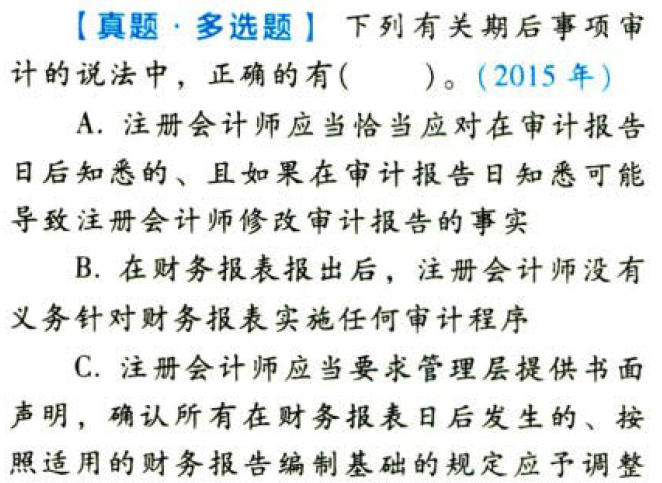 【真题·多选题】 下列有关期后事项审
计的说法中，正确的有(　　)。(2015 年)
A. 注册会计师应当恰当应对在审计报告
日后知悉的、且如果在审计报告日知悉可能
导致注册会计师修改审计报告的事实
B. 在财务报表报出后，注册会计师没有
义务针对财务报表实施任何审计程序
C. 注册会计师应当要求管理层提供书面
声明，确认所有在财务报表日后发生的、按
照适用的财务报告编制基础的规定应予调整